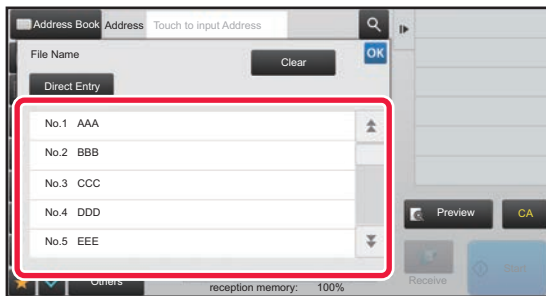 Address Book Address Touch to input Address
File Name
Clear
OK
Direct Entry
No.1 AAA
No.2 BBB
No.3 CCC
No.4 DDD
No.5 EEE
Preview
CA
Others
reception memory: 100%
Receive
Start